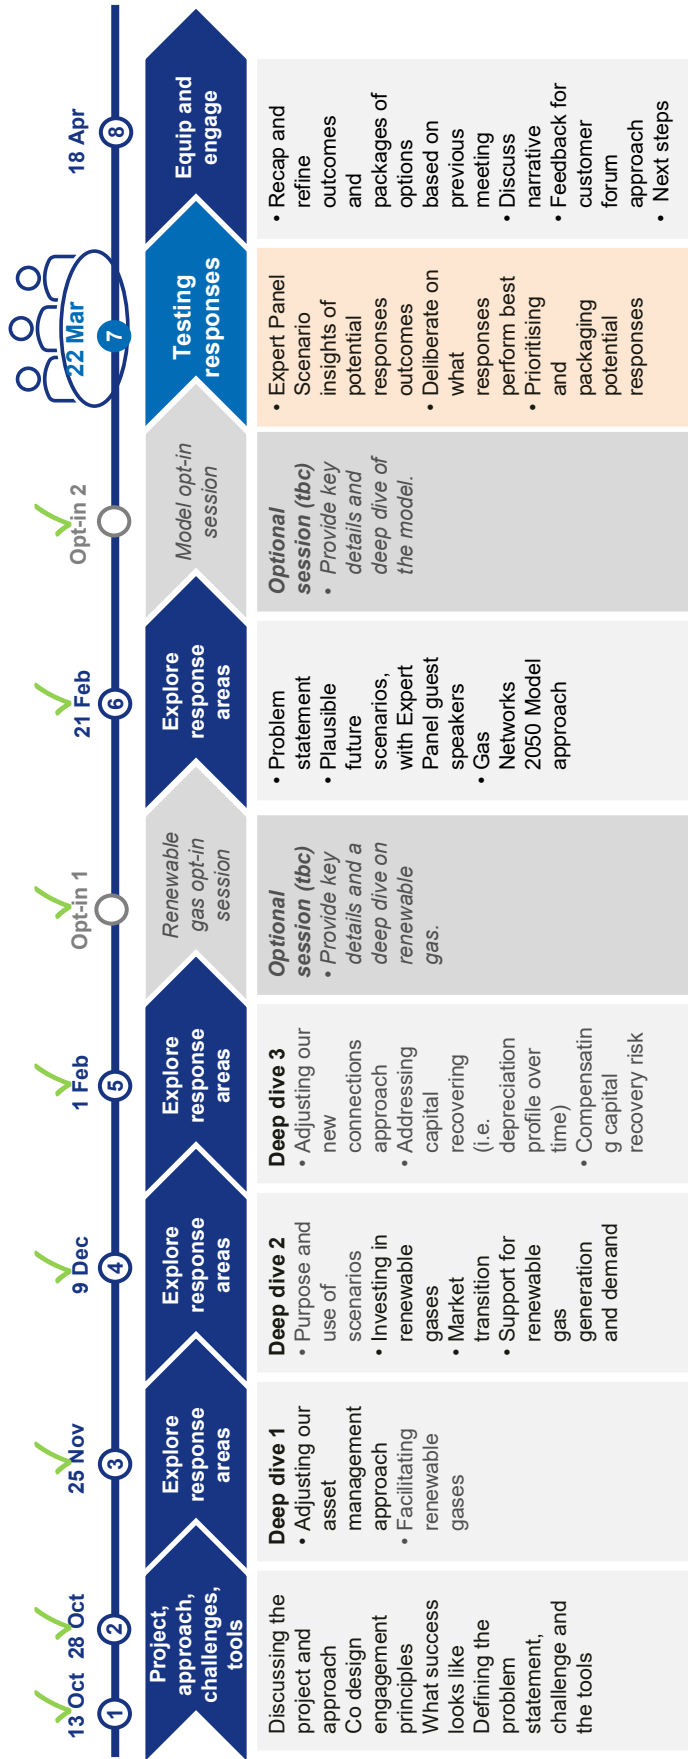 13 Oct
28 Oct
25 Nov
9 Dec
1 Feb
Opt-in 1
21 Feb
Opt-in 2
22 Mar
18 Apr
1
2
3
4
5
6
7
8
Project,
approach,
challenges,
tools
Explore
response
areas
Explore
response
areas
Explore
response
areas
Renewable
gas opt-in
session
Explore
response
areas
Model opt-in
session
Testing
responses
Equip and
engage
Discussing the
project and
approach
Co design
engagement
principles
What success
looks like
Defining the
problem
statement,
challenge and
the tools
Deep dive 1
• Adjusting our
asset
management
approach
• Facilitating
renewable
gases
Deep dive 2
• Purpose and
use of
scenarios
• Investing in
renewable
gases
• Market
transition
• Support for
renewable
gas
generation
and demand
Deep dive 3
• Adjusting our
new
connections
approach
• Addressing
capital
recovering
(i.e.
depreciation
profile over
time)
• Compensatin
g capital
recovery risk
Optional
session (tbc)
• Provide key
details and a
deep dive on
renewable
gas.
• Problem
statement
• Plausible
future
scenarios,
with Expert
Panel guest
speakers
• Gas
Networks
2050 Model
approach
Optional
session (tbc)
• Provide key
details and
deep dive of
the model.
• Expert Panel
Scenario
insights of
potential
responses
outcomes
• Deliberate on
what
responses
perform best
• Prioritising
and
packaging
potential
responses
• Recap and
refine
outcomes
and
packages of
options
based on
previous
meeting
• Discuss
narrative
• Feedback for
customer
forum
approach
• Next steps